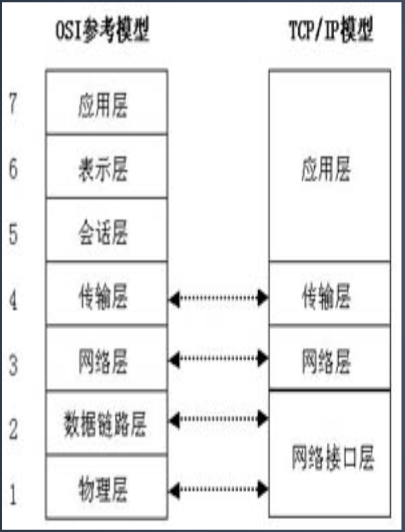 OSI参考模型
TCP/IP模型
7
应用层
6
表示层
5
会话层
应用层
4
传输层
传输层
3
网络层
网络层
2
数据链路层
网络接口层
1
物理层